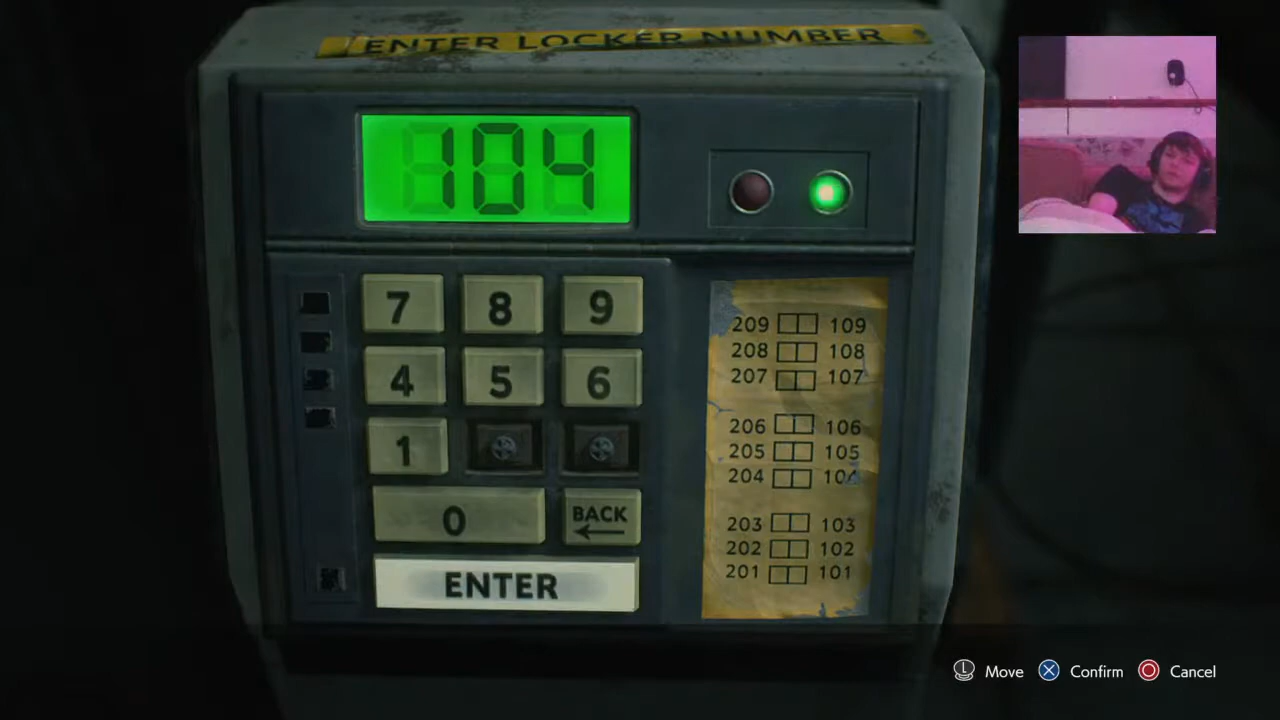 ENTER LOCKER NUMBER
104
7 8 9
4 5 6
1
0 BACK
ENTER
209 109
208 108
207 107
206 106
205 105
204 104
203 103
202 102
201 101
L Move Confirm Cancel